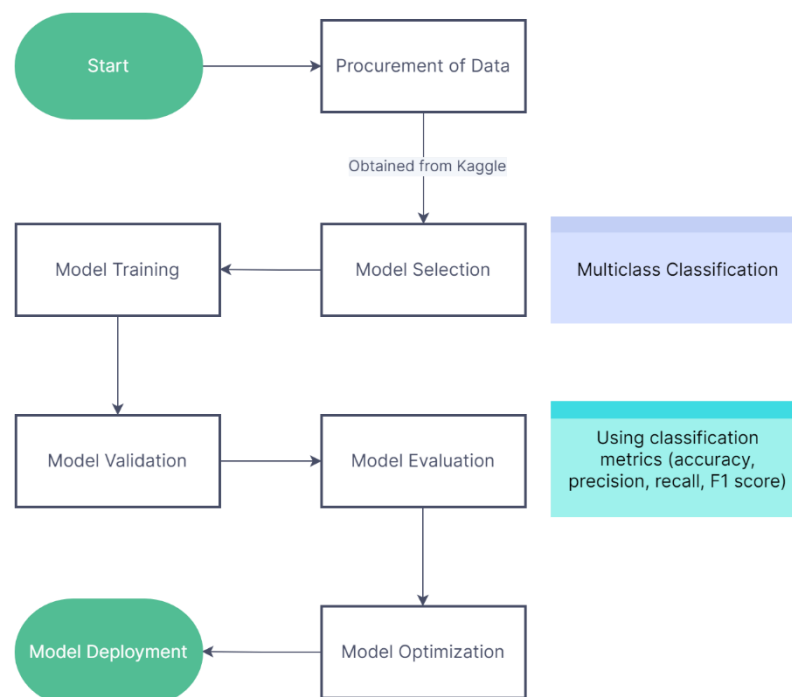 Start
Procurement of Data
Obtained from Kaggle
Model Training
Model Selection
Multiclass Classification
Model Validation
Model Evaluation
Using classification
metrics (accuracy,
precision, recall, F1 score)
Model Deployment
Model Optimization